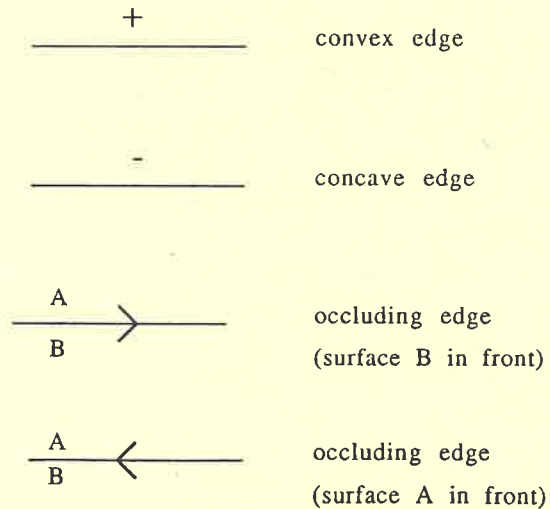 +
convex edge
-
concave edge
A
B
occluding edge
(surface B in front)
A
B
occluding edge
(surface A in front)